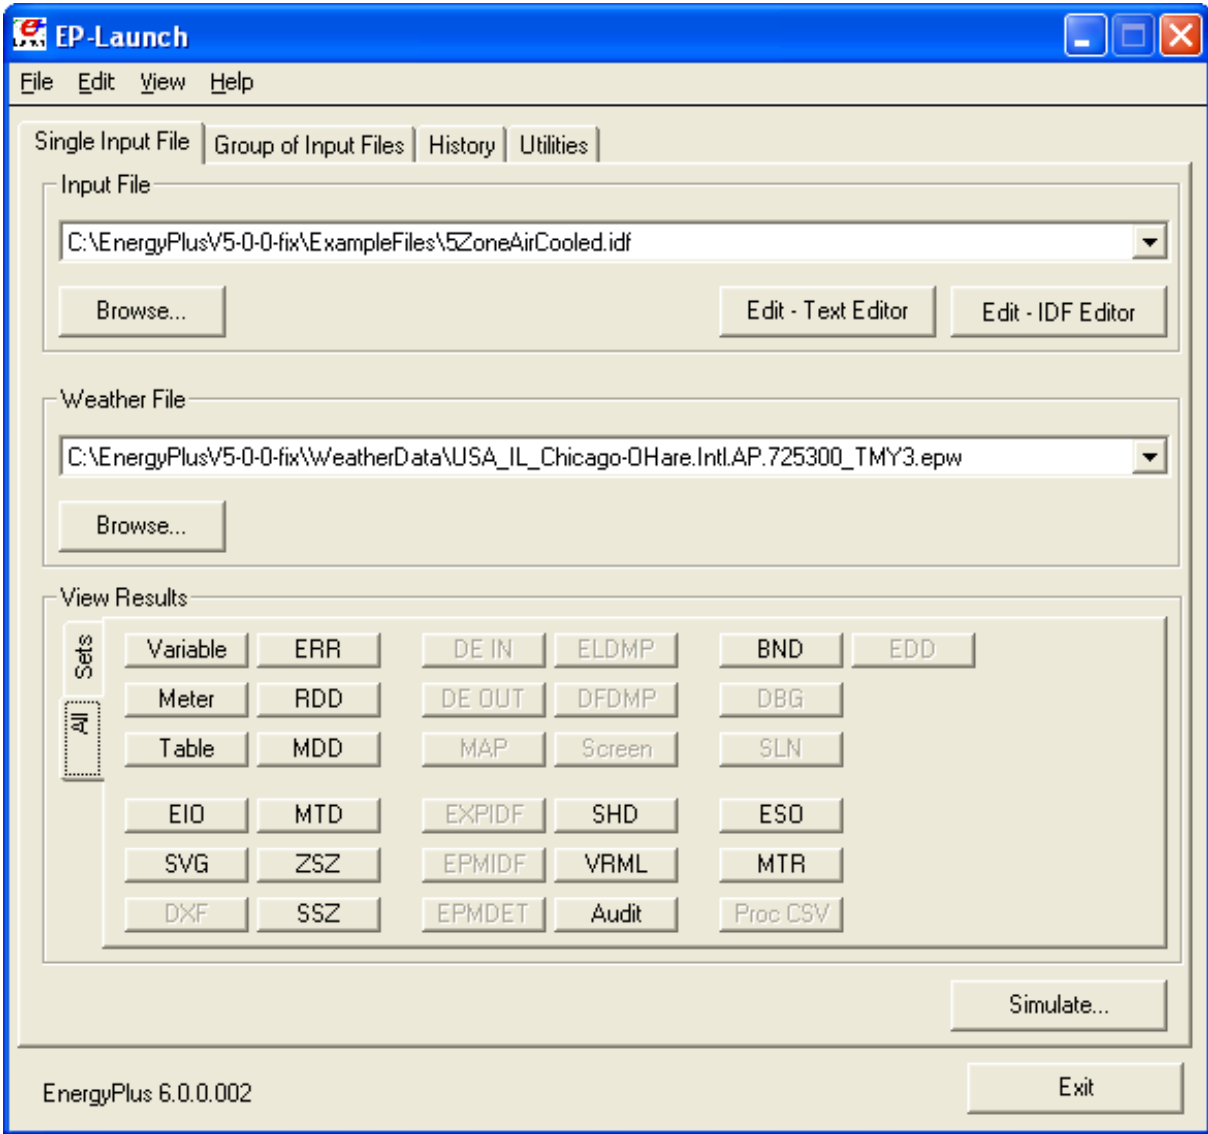 EP-Launch
File Edit View Help
Single Input File Group of Input Files History Utilities
Input File
C:\EnergyPlusV5-0-0-fix\ExampleFiles\5ZoneAirCooled.idf
Browse... Edit - Text Editor Edit - IDF Editor
Weather File
C:\EnergyPlusV5-0-0-fix\WeatherData\USA_IL_Chicago-OHare.Intl.AP.725300_TMY3.epw
Browse...
View Results
Sets
All
Variable ERR DE IN ELDMP BND EDD
Meter RDD DE OUT DFDMP DBG
Table MDD MAP Screen SLN
EIO MTD EXPIDF SHD ESO
SVG ZSZ EPMIDF VRML MTR
DXF SSZ EPMDET Audit Proc CSV
Simulate...
EnergyPlus 6.0.0.002 Exit